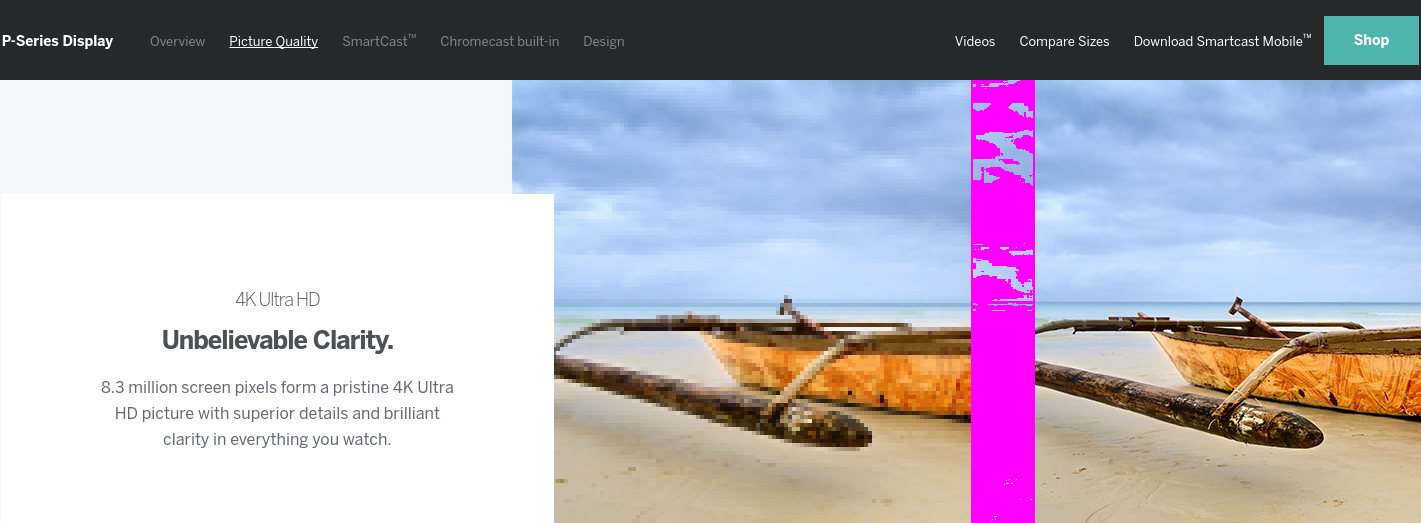 P-Series Display Overview Picture Quality SmartCast™ Chromecast built-in Design Videos Compare Sizes Download Smartcast Mobile™ Shop
4K Ultra HD
Unbelievable Clarity.
8.3 million screen pixels form a pristine 4K Ultra
HD picture with superior details and brilliant
clarity in everything you watch.